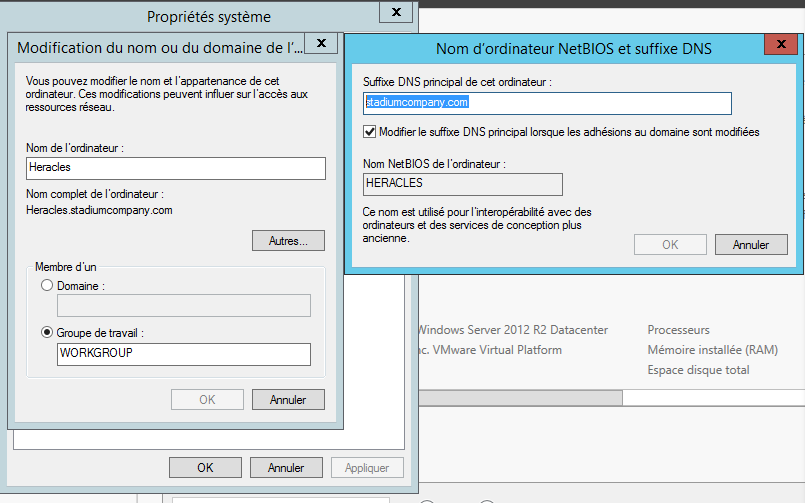 Propriétés système
x
Modification du nom ou du domaine de l'...
x
Vous pouvez modifier le nom et l'appartenance de cet
ordinateur. Ces modifications peuvent influer sur l'accès aux
ressources réseau.
Nom de l'ordinateur :
Heracles
Nom complet de l'ordinateur :
Heracles.stadiumcompany.com
Autres...
Membre d'un
Domaine :
Groupe de travail :
WORKGROUP
OK
Annuler
OK
Annuler
Appliquer
Nom d'ordinateur NetBIOS et suffixe DNS
x
Suffixe DNS principal de cet ordinateur :
stadiumcompany.com
Modifier le suffixe DNS principal lorsque les adhésions au domaine sont modifiées
Nom NetBIOS de l'ordinateur :
HERACLES
Ce nom est utilisé pour l'interopérabilité avec des
ordinateurs et des services de conception plus
ancienne.
OK
Annuler
Windows Server 2012 R2 Datacenter
Processeurs
nc. VMware Virtual Platform
Mémoire installée (RAM)
Espace disque total